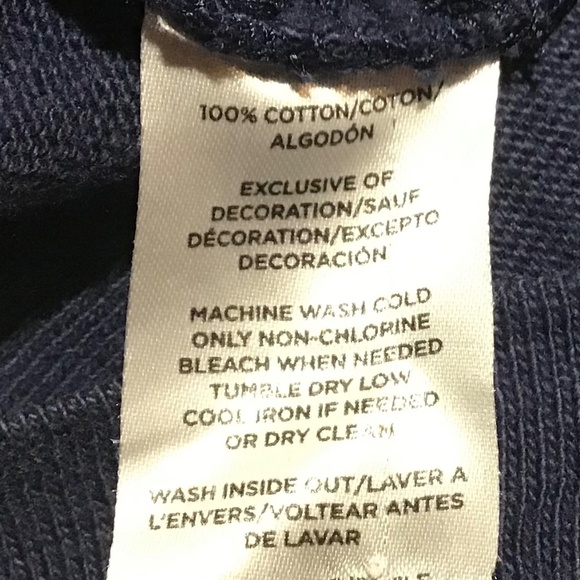 100% COTTON/COTON/
ALGODÓN
EXCLUSIVE OF
DECORATION/SAUF
DÉCORATION/EXCEPTO
DECORACIÓN
MACHINE WASH COLD
ONLY NON-CHLORINE
BLEACH WHEN NEEDED
TUMBLE DRY LOW
COOL IRON IF NEEDED
OR DRY CLEAN
WASH INSIDE OUT/LAVER A
L'ENVERS/VOLTEAR ANTES
DE LAVAR